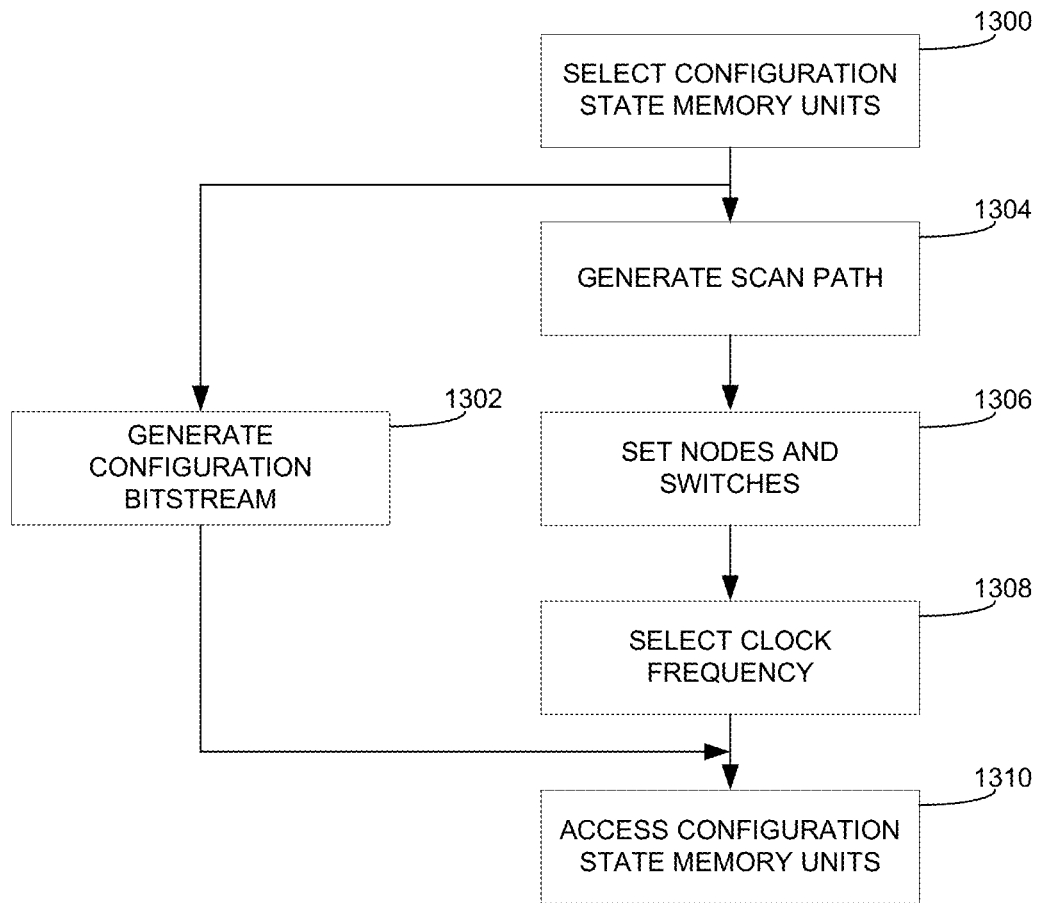 1300
SELECT CONFIGURATION
STATE MEMORY UNITS
1304
GENERATE SCAN PATH
1302
GENERATE
CONFIGURATION
BITSTREAM
1306
SET NODES AND
SWITCHES
1308
SELECT CLOCK
FREQUENCY
1310
ACCESS CONFIGURATION
STATE MEMORY UNITS